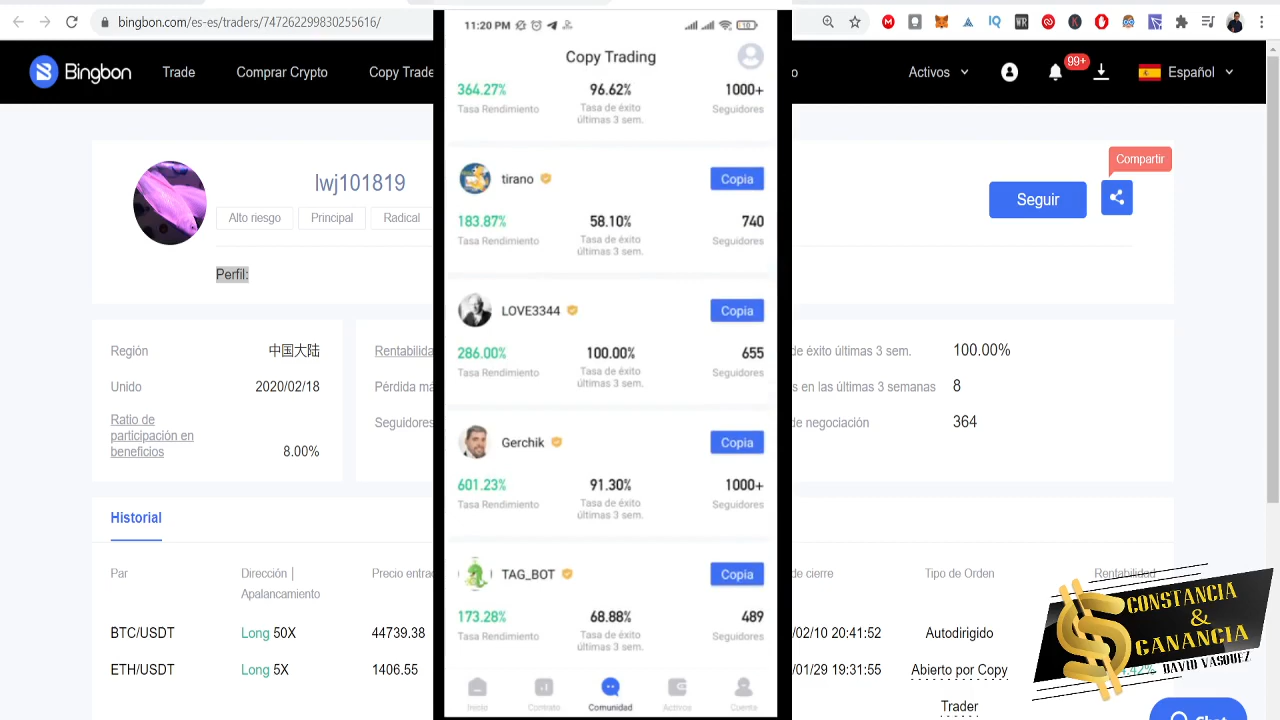 bingbon.com/es-es/traders/747262299830255616/
Bingbon
Trade
Comprar Crypto
Copy Trade
Activos
99+
Español
lwj101819
Alto riesgo
Principal
Radical
Perfil:
Compartir
Seguir
Región
中国大陆
Unido
2020/02/18
Ratio de
participación en
beneficios
8.00%
Rentabilida
Pérdida má
Seguidores
de éxito últimas 3 sem.
100.00%
s en las últimas 3 semanas
8
de negociación
364
Historial
Par
Dirección |
Apalancamiento
Precio entra
de cierre
Tipo de Orden
Rentabilidad
BTC/USDT
Long 50X
44739.38
/02/10 20:41:52
Autodirigido
ETH/USDT
Long 5X
1406.55
/01/29 19:31:55
Abierto por Copy
Trader
11:20 PM
10
Copy Trading
364.27%
96.62%
1000+
Tasa Rendimiento
Tasa de éxito
últimas 3 sem.
Seguidores
tirano
Copia
183.87%
58.10%
740
Tasa Rendimiento
Tasa de éxito
últimas 3 sem.
Seguidores
LOVE3344
Copia
286.00%
100.00%
655
Tasa Rendimiento
Tasa de éxito
últimas 3 sem.
Seguidores
Gerchik
Copia
601.23%
91.30%
1000+
Tasa Rendimiento
Tasa de éxito
últimas 3 sem.
Seguidores
TAG_BOT
Copia
173.28%
68.88%
489
Tasa Rendimiento
Tasa de éxito
últimas 3 sem.
Seguidores
Inicio
Contrato
Comunidad
Activos
Cuenta
CONSTANCIA
&
GANANCIA
DAVID VASQUEZ
Chat